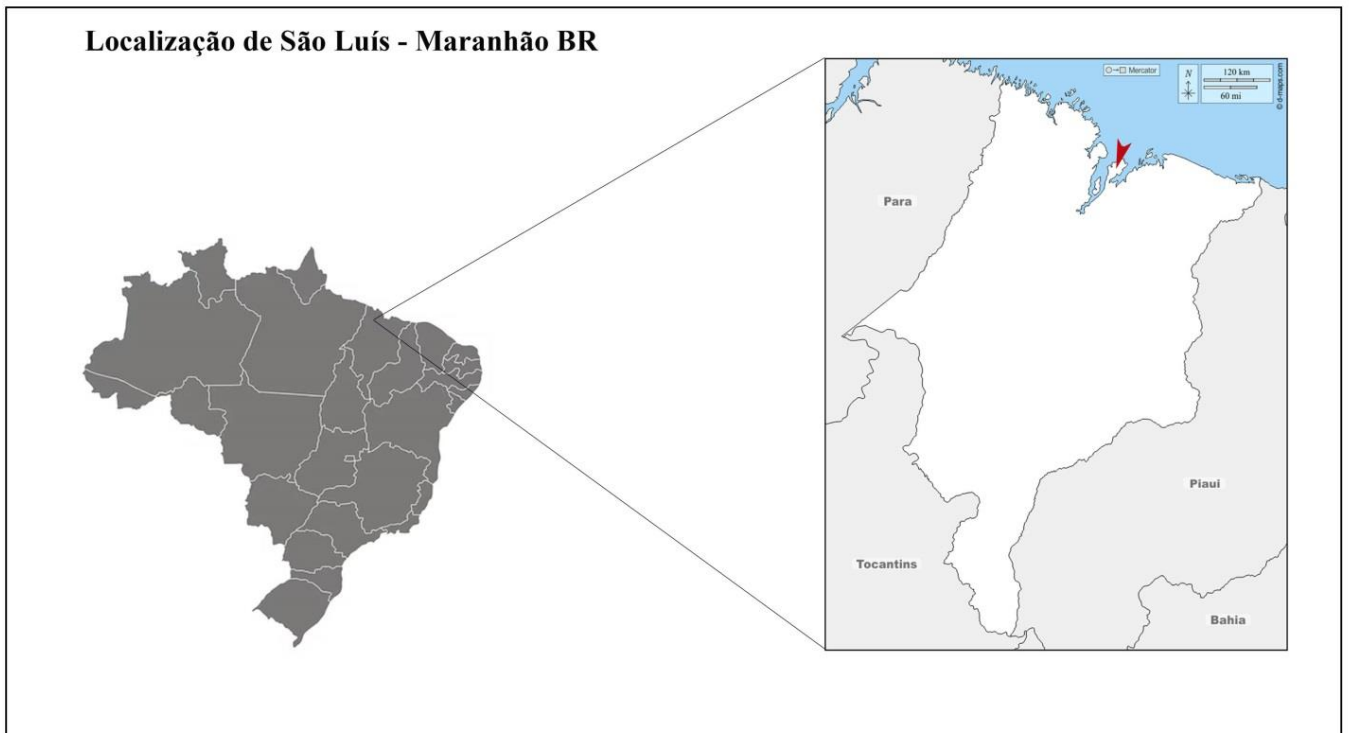 Localização de São Luís - Maranhão BR
Mercator
N
120 km
60 mi
© d-maps.com
Para
Piaui
Tocantins
Bahia